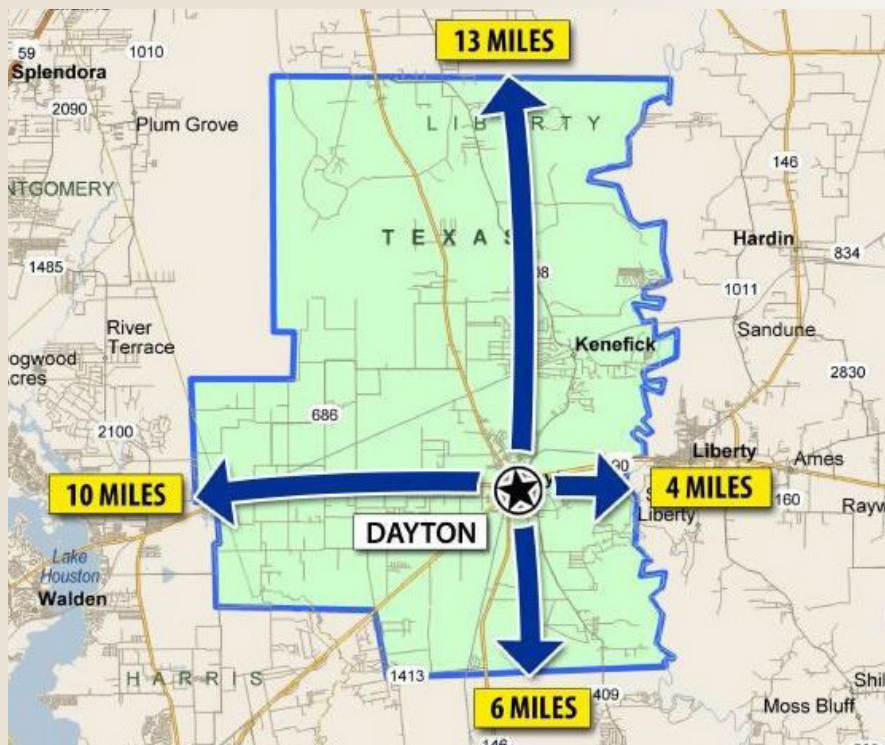 13 MILES
59
1010
Splendora
2090
Plum Grove
LIBERTY
146
TEXAS
Hardin
834
1485
1011
River
Terrace
Sandune
Kenefick
2830
686
2100
90
Liberty
Ames
10 MILES
4 MILES
160
Liberty
DAYTON
Lake
Houston
Walden
HARRIS
1413
6 MILES
409
Moss Bluff
146